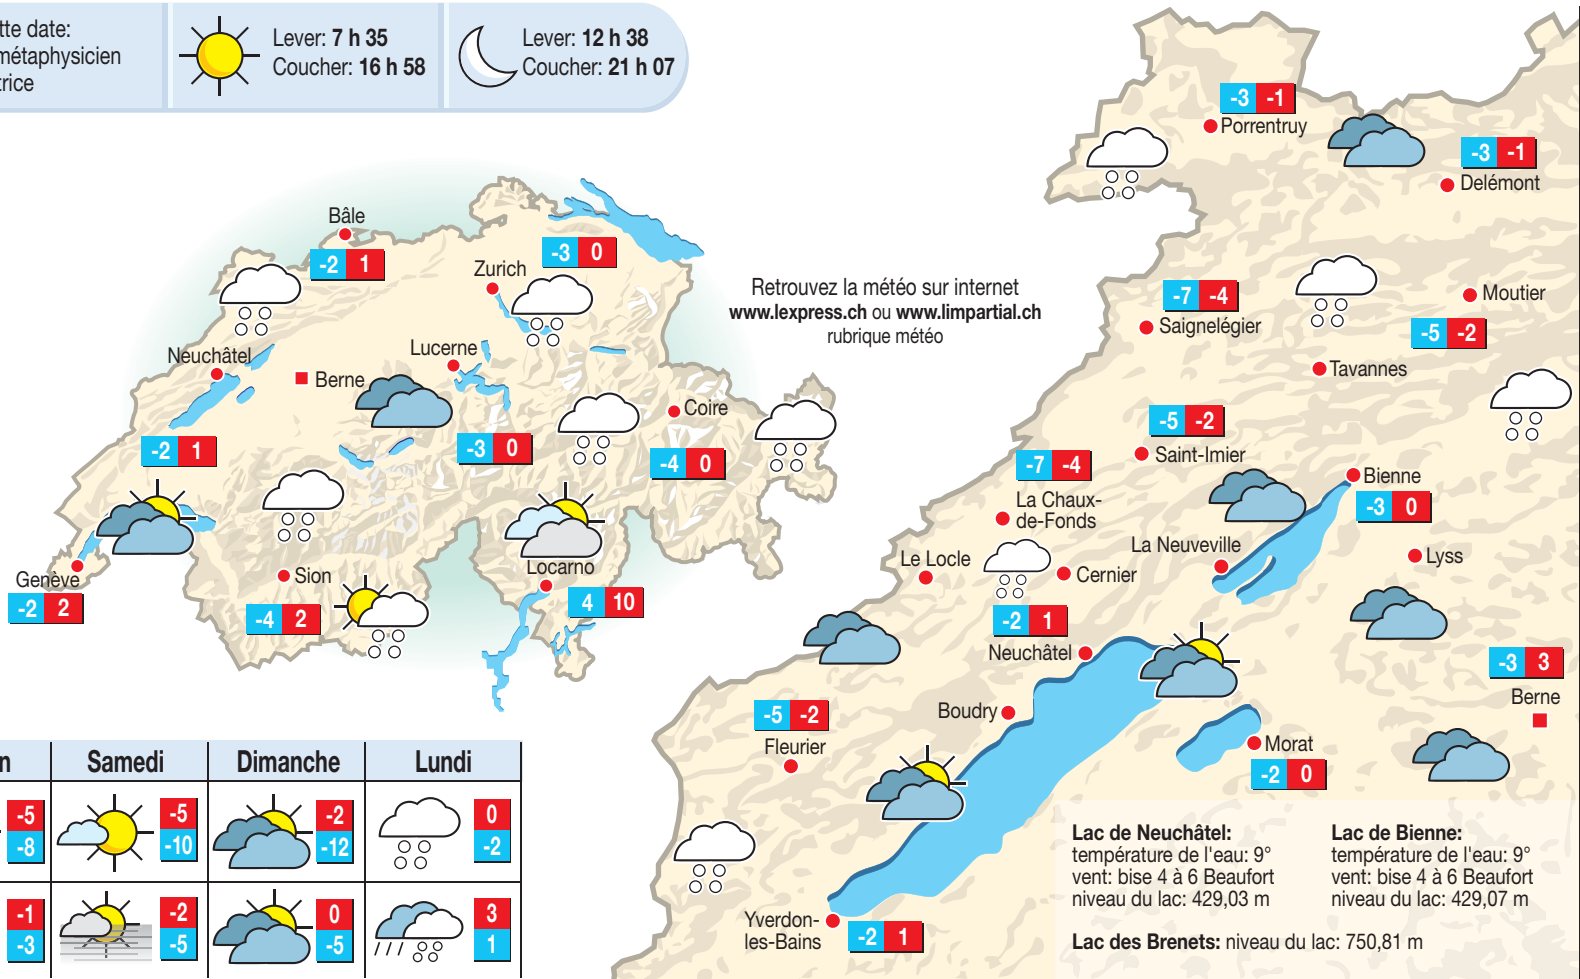 tte date:
métaphysicien
trice
Lever: 7 h 35
Coucher: 16 h 58
Lever: 12 h 38
Coucher: 21 h 07
Bâle
-2 1
Zurich
-3 0
Neuchâtel
-2 1
Berne
Lucerne
-3 0
Coire
-4 0
Genève
-2 2
Sion
-4 2
Locarno
4 10
Retrouvez la météo sur internet
www.lexpress.ch ou www.limpartial.ch
rubrique météo
-3 -1
Porrentruy
-3 -1
Delémont
-7 -4
Saignelégier
Moutier
-5 -2
Tavannes
-5 -2
Saint-Imier
-7 -4
La Chaux-
de-Fonds
Bienne
-3 0
La Neuveville
Lyss
Le Locle
Cernier
-2 1
Neuchâtel
-3 3
Berne
Boudry
-5 -2
Fleurier
Morat
-2 0
Yverdon-
les-Bains
-2 1
n
Samedi
Dimanche
Lundi
-5
-8
-5
-10
-2
-12
0
-2
-1
-3
-2
-5
0
-5
3
1
Lac de Neuchâtel:
température de l'eau: 9°
vent: bise 4 à 6 Beaufort
niveau du lac: 429,03 m
Lac de Bienne:
température de l'eau: 9°
vent: bise 4 à 6 Beaufort
niveau du lac: 429,07 m
Lac des Brenets: niveau du lac: 750,81 m